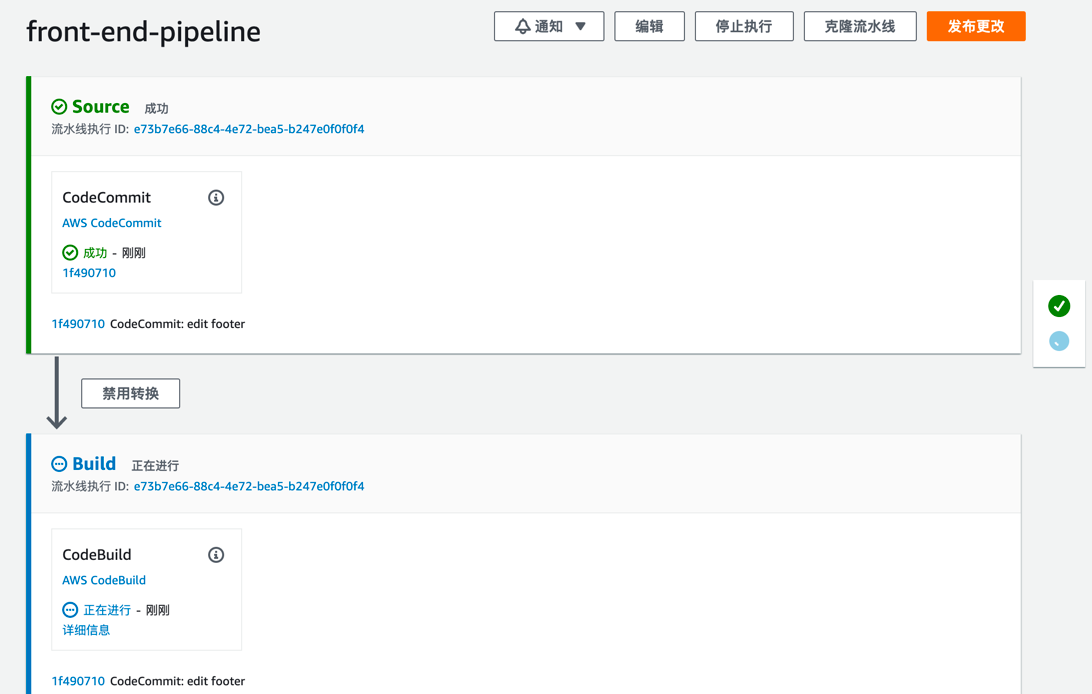 front-end-pipeline
通知
编辑
停止执行
克隆流水线
发布更改
Source 成功
流水线执行 ID: e73b7e66-88c4-4e72-bea5-b247e0f0f0f4
CodeCommit
AWS CodeCommit
成功 - 刚刚
1f490710
1f490710 CodeCommit: edit footer
禁用转换
Build 正在进行
流水线执行 ID: e73b7e66-88c4-4e72-bea5-b247e0f0f0f4
CodeBuild
AWS CodeBuild
正在进行 - 刚刚
详细信息
1f490710 CodeCommit: edit footer